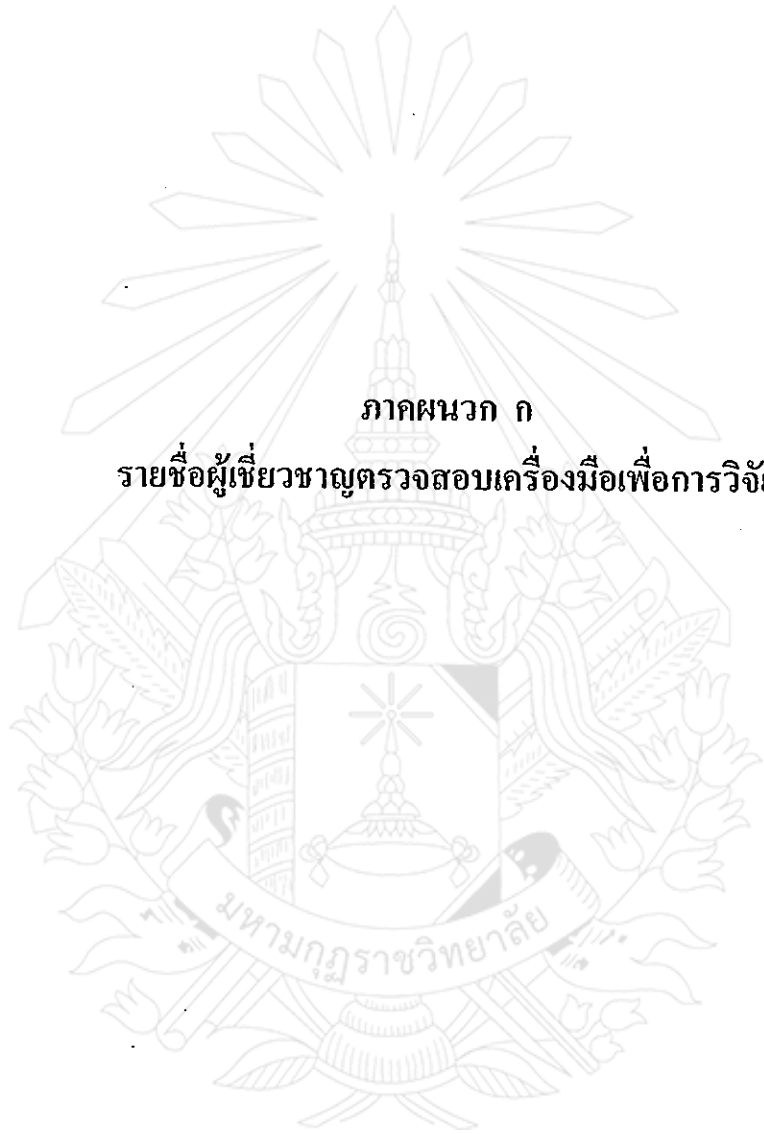 ภาคผนวก ก
รายชื่อผู้เชี่ยวชาญตรวจสอบเครื่องมือเพื่อการวิจั
มหามกุฏราชวิทยาลัย